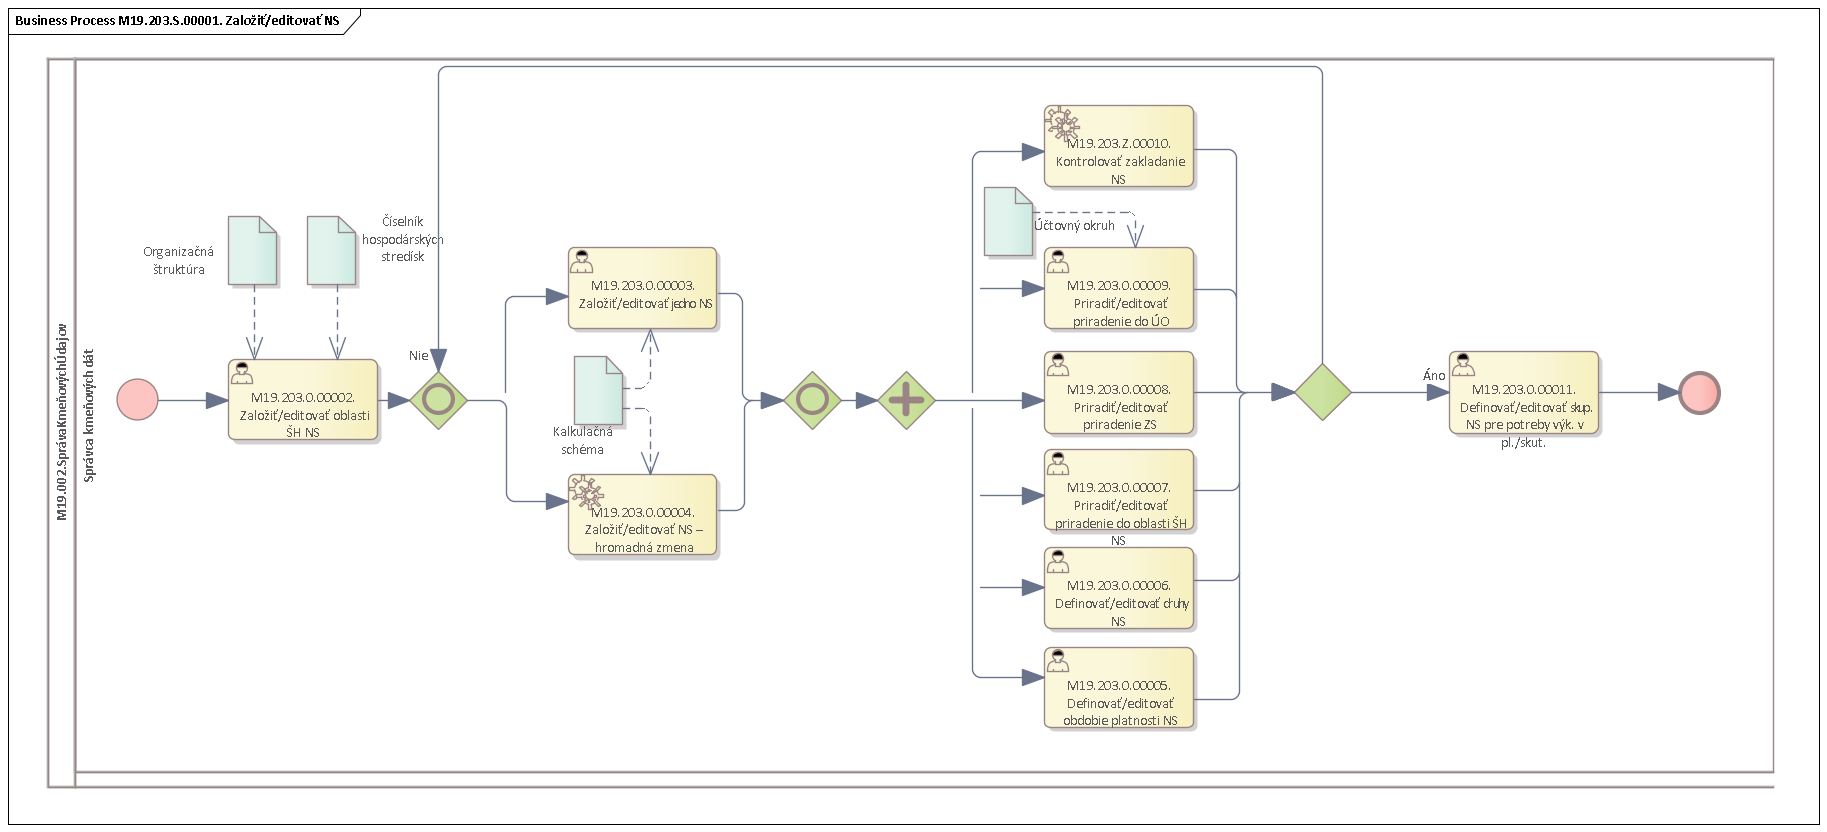 Business Process M19.203.S.00001. Založiť/editovať NS
M19.002.SprávaKmeňovýchÚdajov
Správca kmeňových dát
Organizačná
štruktúra
Číselník
hospodárských
stredísk
M19.203.0.00002.
Založiť/editovať oblasti
ŠH NS
Nie
M19.203.0.00003.
Založiť/editovať jedno NS
Kalkulačná
schéma
M19.203.0.00004.
Založiť/editovať NS –
hromadná zmena
M19.203.Z.00010.
Kontrolovať zakladanie
NS
Účtovný okruh
M19.203.0.00009.
Priradiť/editovať
priradenie do ÚO
M19.203.0.00008.
Priradiť/editovať
priradenie ZS
M19.203.0.00007.
Priradiť/editovať
priradenie do oblasti ŠH
NS
M19.203.0.00006.
Definovať/editovať druhy
NS
M19.203.0.00005.
Definovať/editovať
obdobie platnosti NS
Áno
M19.203.0.00011.
Definovať/editovať skup.
NS pre potreby výk. v
pl./skut.